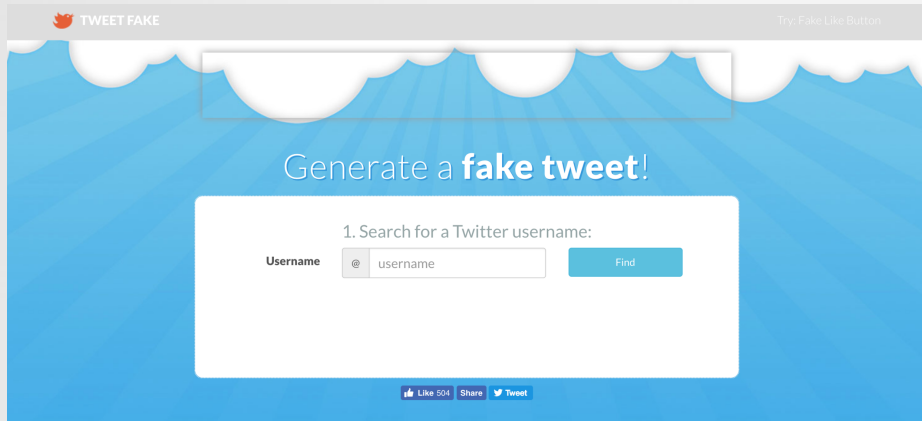 TWEET FAKE
Try: Fake Like Button
Generate a fake tweet!
1. Search for a Twitter username:
Username @ username Find
Like 504 Share Tweet